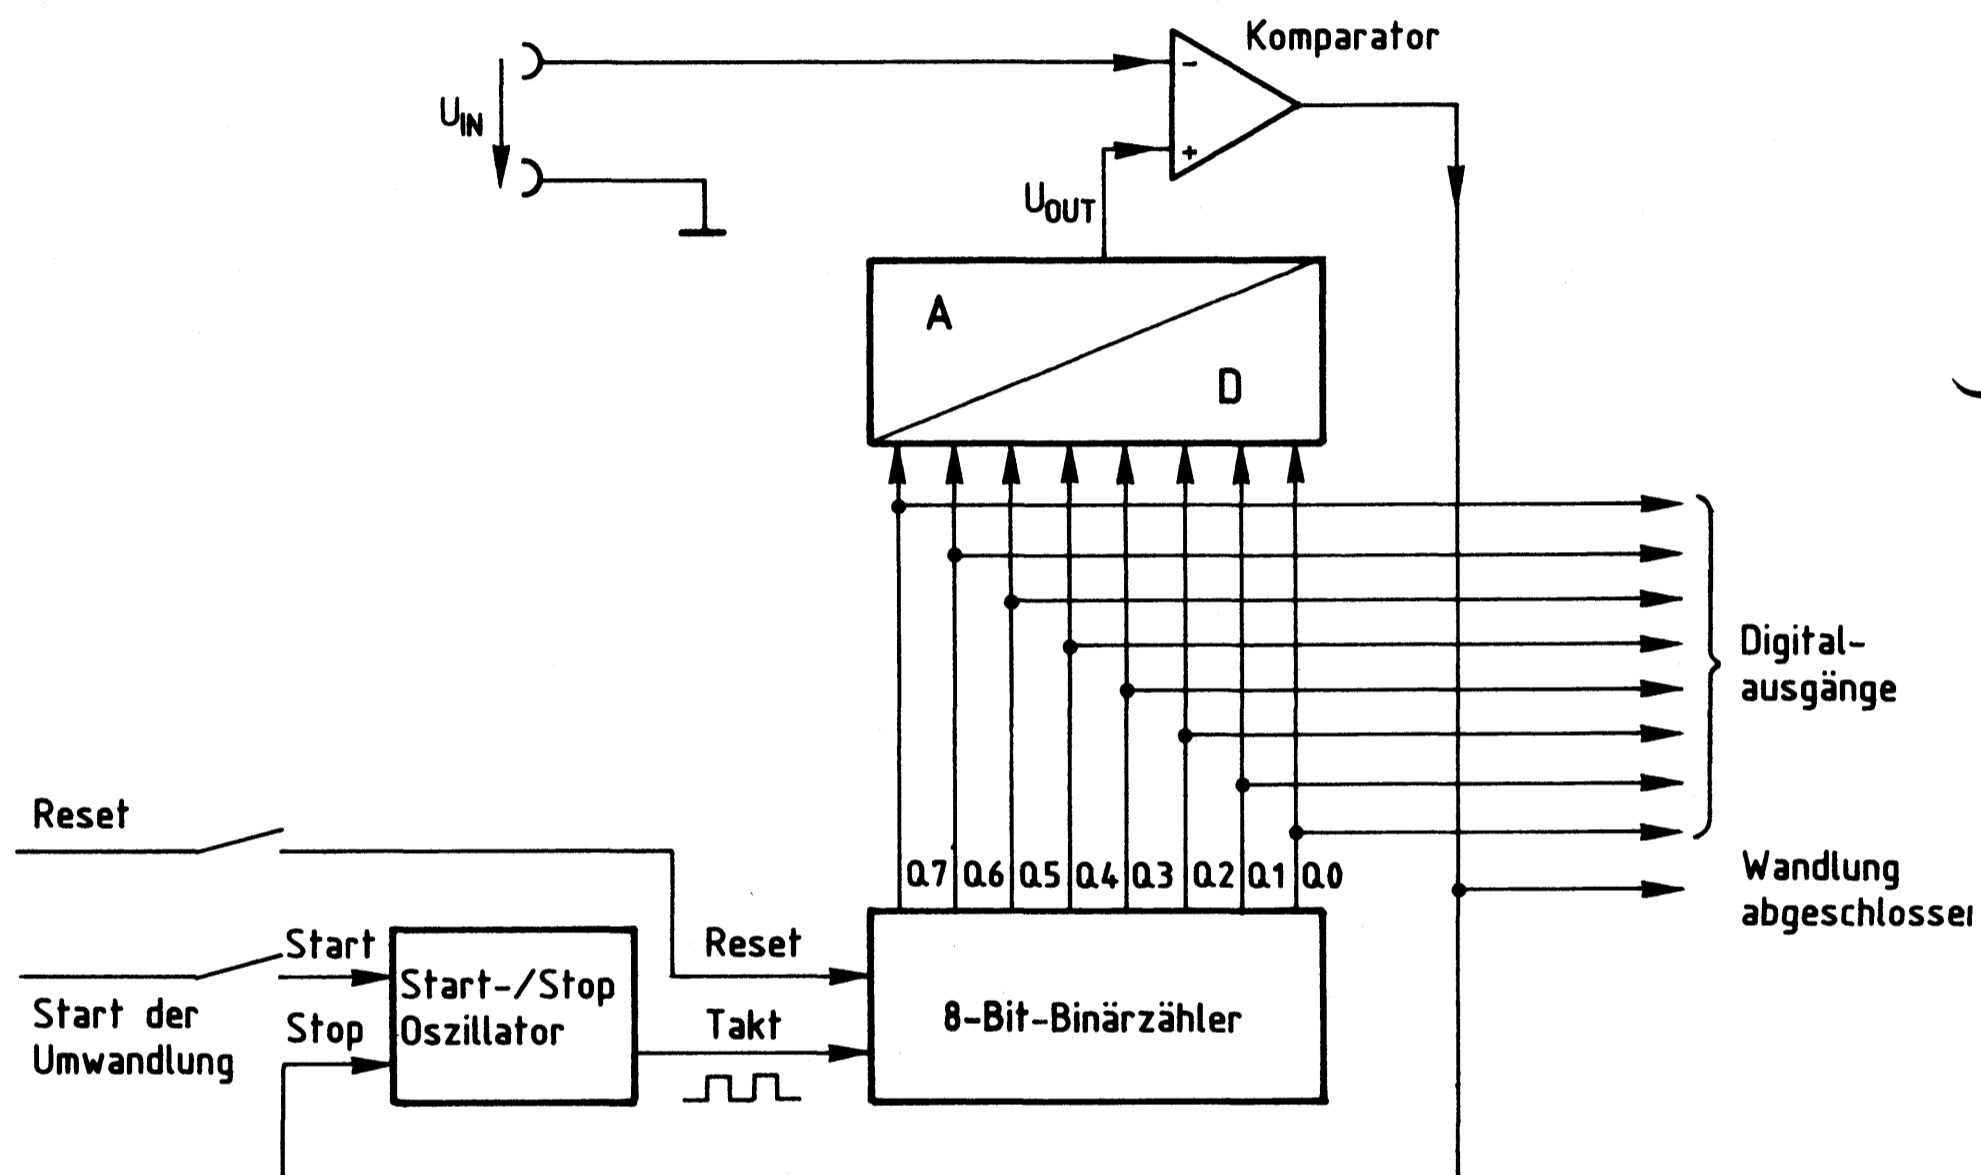 Komparator
-
U_IN
+
U_OUT
A
D
Digital-
ausgänge
Reset
Q7 Q6 Q5 Q4 Q3 Q2 Q1 Q0
Wandlung
abgeschlossen
Start
Reset
Start-/Stop
Oszillator
Start der
Umwandlung
Stop
Takt
8-Bit-Binärzähler